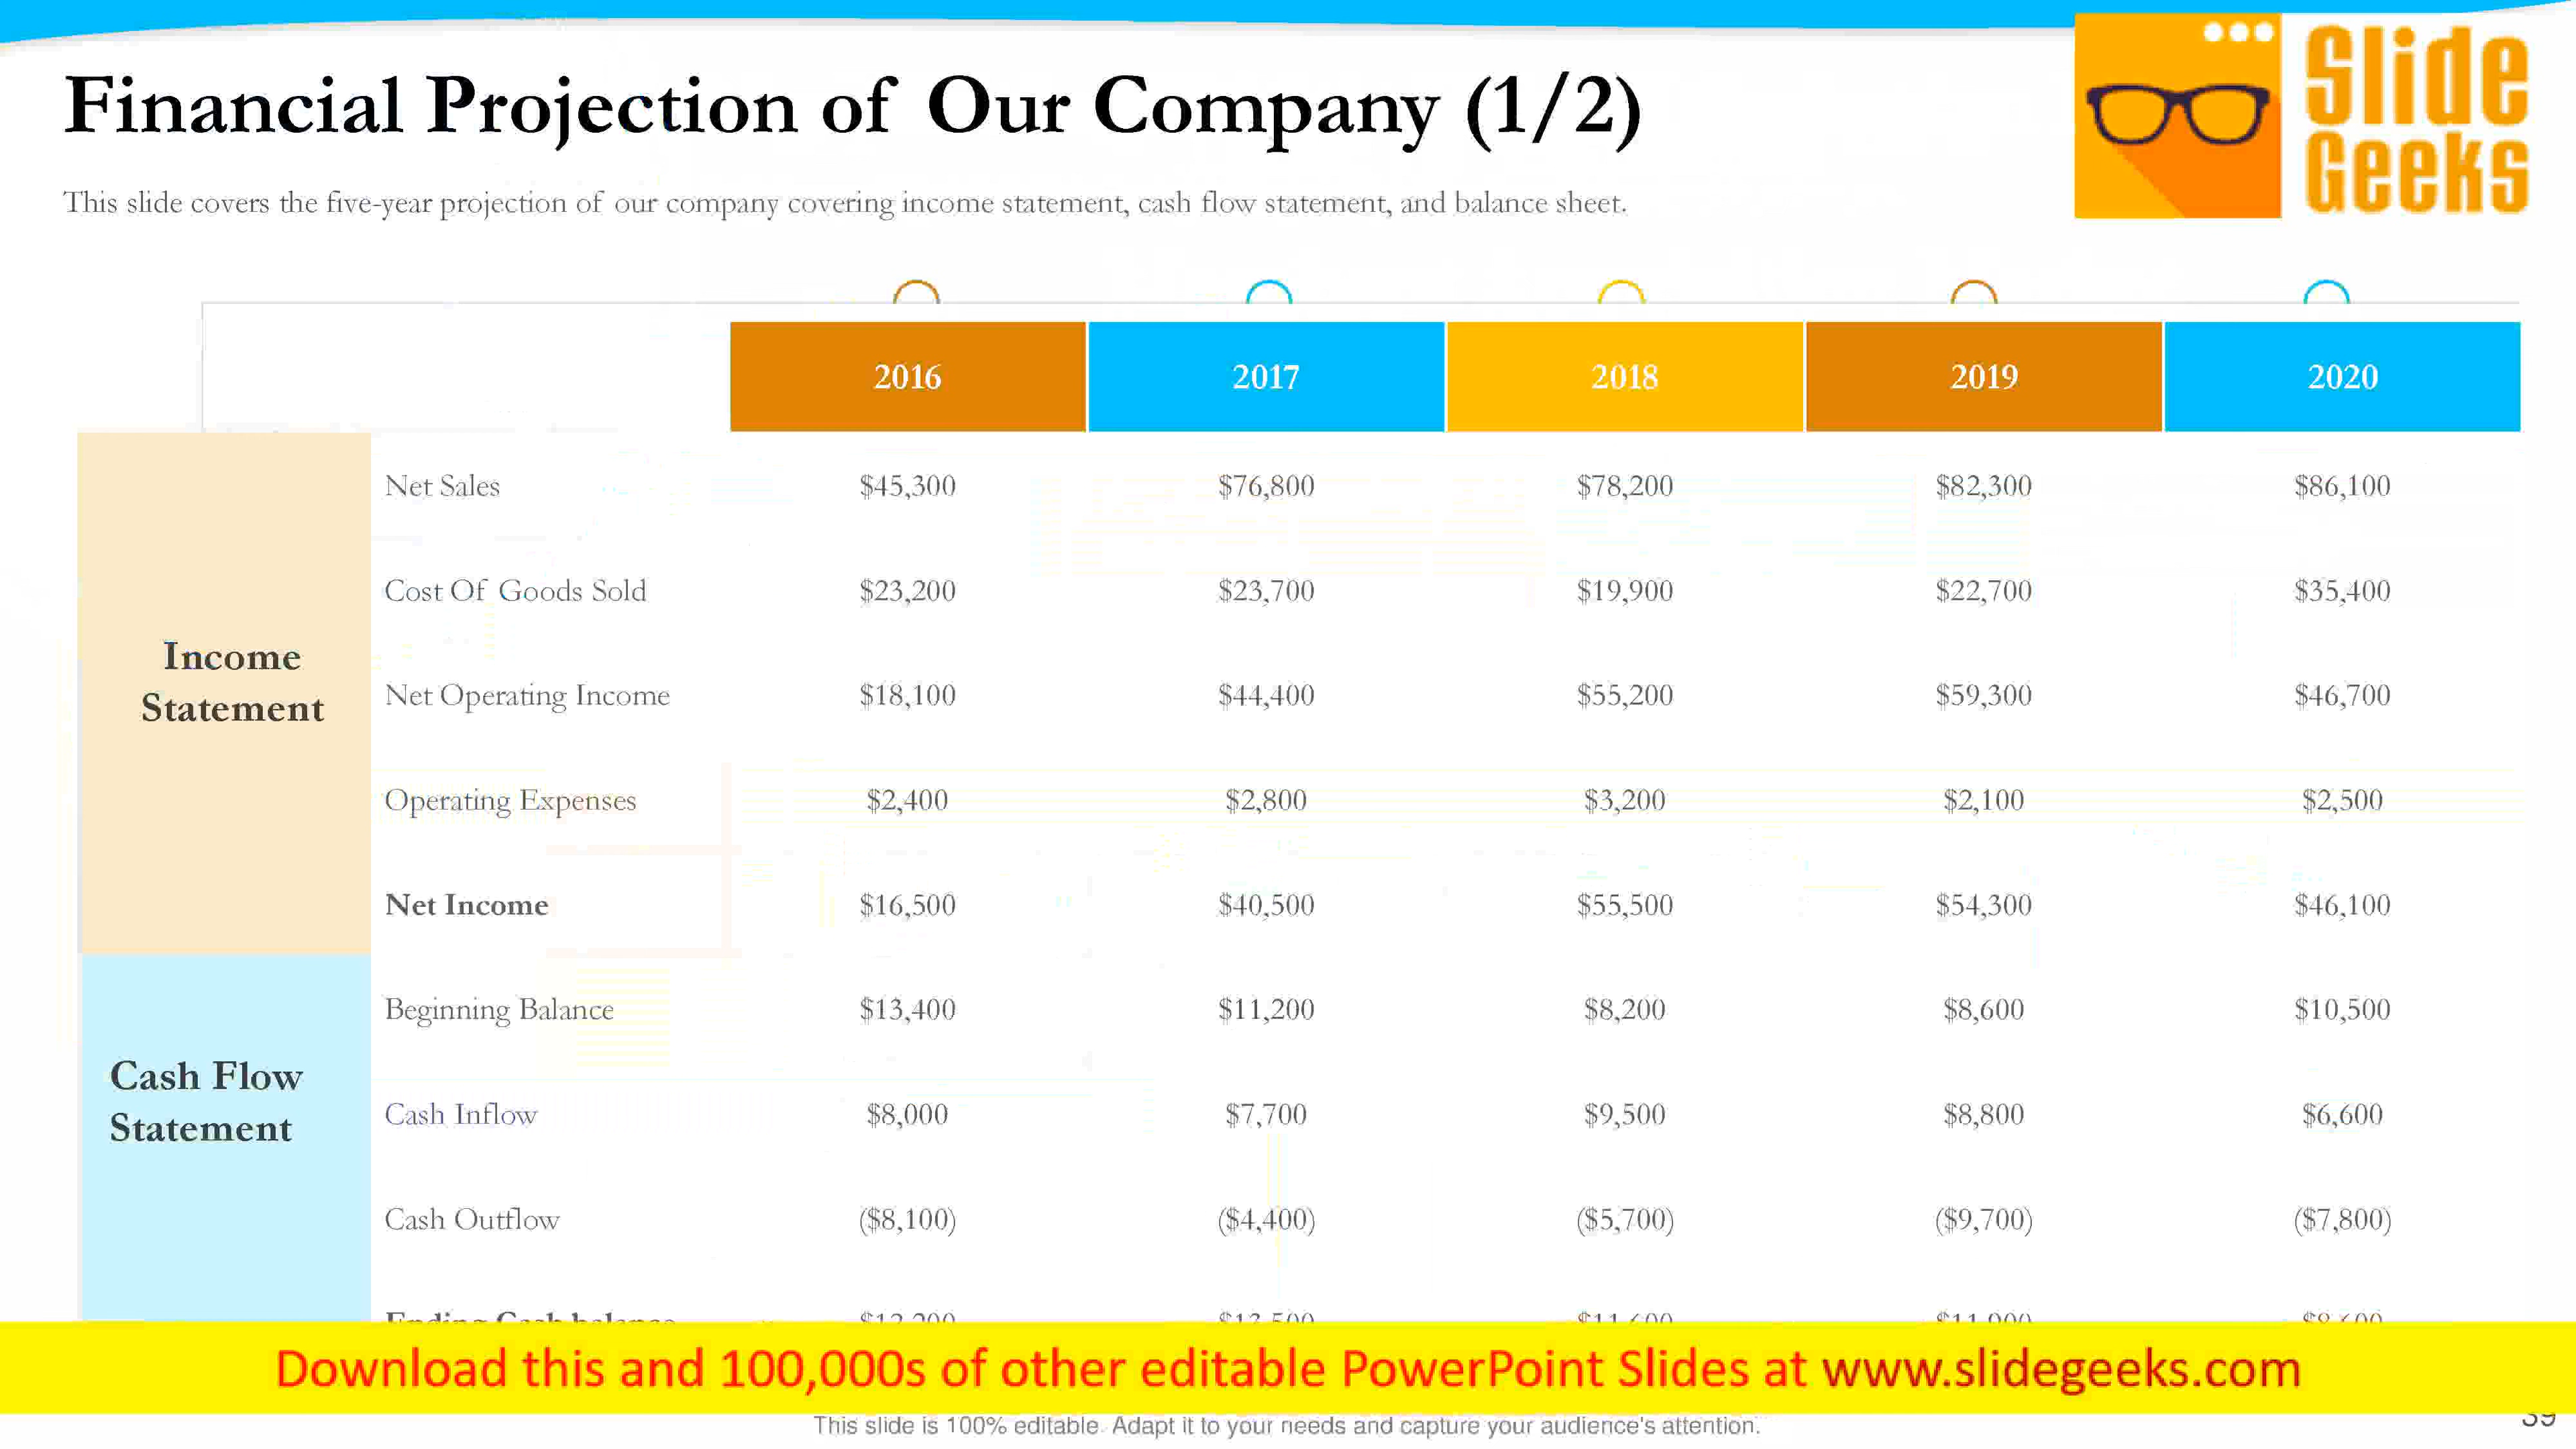 Slide
Geeks
Financial Projection of Our Company (1/2)
This slide covers the five-year projection of our company covering income statement, cash flow statement, and balance sheet.
2016 2017 2018 2019 2020
Net Sales $45,300 $76,800 $78,200 $82,300 $86,100
Cost Of Goods Sold $23,200 $23,700 $19,900 $22,700 $35,400
Income
Statement
Net Operating Income $18,100 $44,400 $55,200 $59,300 $46,700
Operating Expenses $2,400 $2,800 $3,200 $2,100 $2,500
Net Income $16,500 $40,500 $55,500 $54,300 $46,100
Beginning Balance $13,400 $11,200 $8,200 $8,600 $10,500
Cash Flow
Statement
Cash Inflow $8,000 $7,700 $9,500 $8,800 $6,600
Cash Outflow ($8,100) ($4,400) ($5,700) ($9,700) ($7,800)
Ending Cash balance
Download this and 100,000s of other editable PowerPoint Slides at www.slidegeeks.com
This slide is 100% editable. Adapt it to your needs and capture your audience's attention.
39